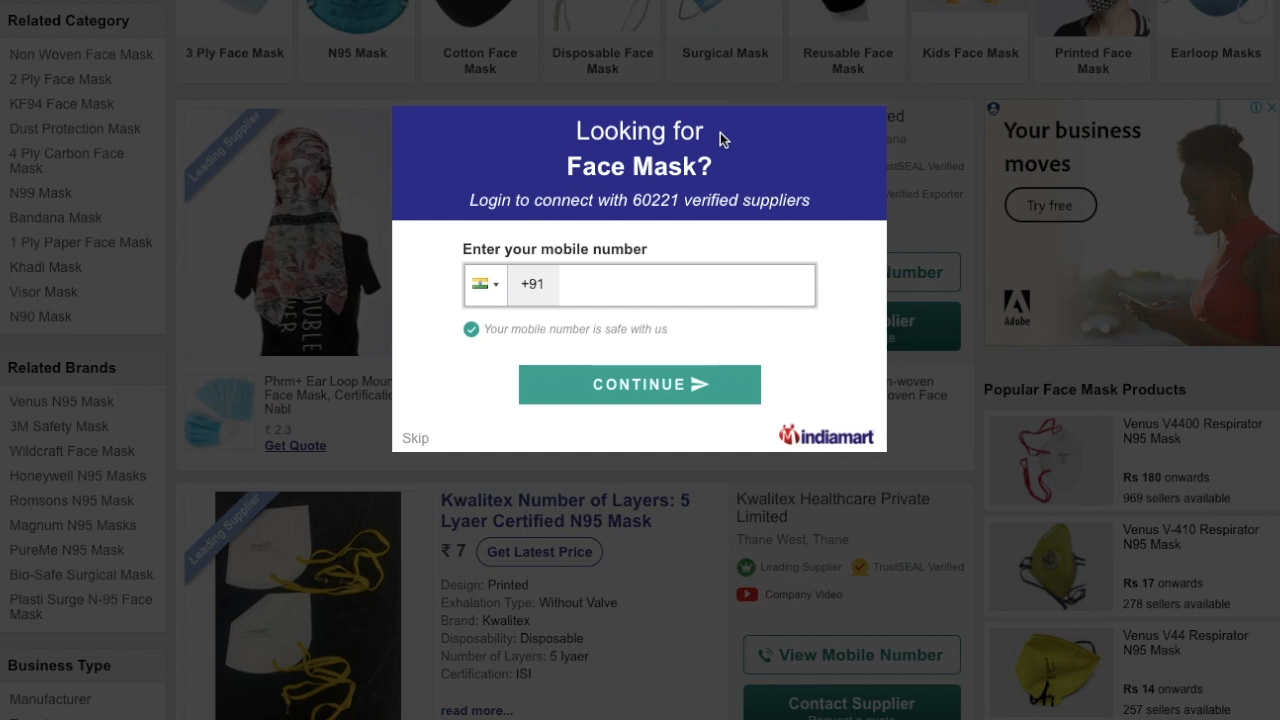 Related Category
Non Woven Face Mask
2 Ply Face Mask
KF94 Face Mask
Dust Protection Mask
4 Ply Carbon Face
Mask
N99 Mask
Bandana Mask
1 Ply Paper Face Mask
Khadi Mask
Visor Mask
N90 Mask
Related Brands
Venus N95 Mask
3M Safety Mask
Wildcraft Face Mask
Honeywell N95 Masks
Romsons N95 Mask
Magnum N95 Masks
PureMe N95 Mask
Bio-Safe Surgical Mask
Plasti Surge N-95 Face
Mask
Business Type
Manufacturer
3 Ply Face Mask
N95 Mask
Cotton Face
Mask
Disposable Face
Mask
Surgical Mask
Reusable Face
Mask
Kids Face Mask
Printed Face
Mask
Earloop Masks
Leading Supplier
DOUBLE
Phrm+ Ear Loop Moun
Face Mask, Certificatio
Nabl
₹ 2.3
Get Quote
Looking for
Face Mask?
Login to connect with 60221 verified suppliers
Enter your mobile number
+91
Your mobile number is safe with us
CONTINUE
Skip
indiamart
ed
ana
ustSEAL Verified
Verified Exporter
Number
lier
te
n-woven
oven Face
Leading Supplier
Kwalitex Number of Layers: 5
Lyaer Certified N95 Mask
₹ 7 Get Latest Price
Design: Printed
Exhalation Type: Without Valve
Brand: Kwalitex
Disposability: Disposable
Number of Layers: 5 lyaer
Certification: ISI
read more...
Kwalitex Healthcare Private
Limited
Thane West, Thane
Leading Supplier TrustSEAL Verified
Company Video
View Mobile Number
Contact Supplier
Request a quote
Your business
moves
Try free
Adobe
Popular Face Mask Products
Venus V4400 Respirator
N95 Mask
Rs 180 onwards
969 sellers available
Venus V-410 Respirator
N95 Mask
Rs 17 onwards
278 sellers available
Venus V44 Respirator
N95 Mask
Rs 14 onwards
257 sellers available